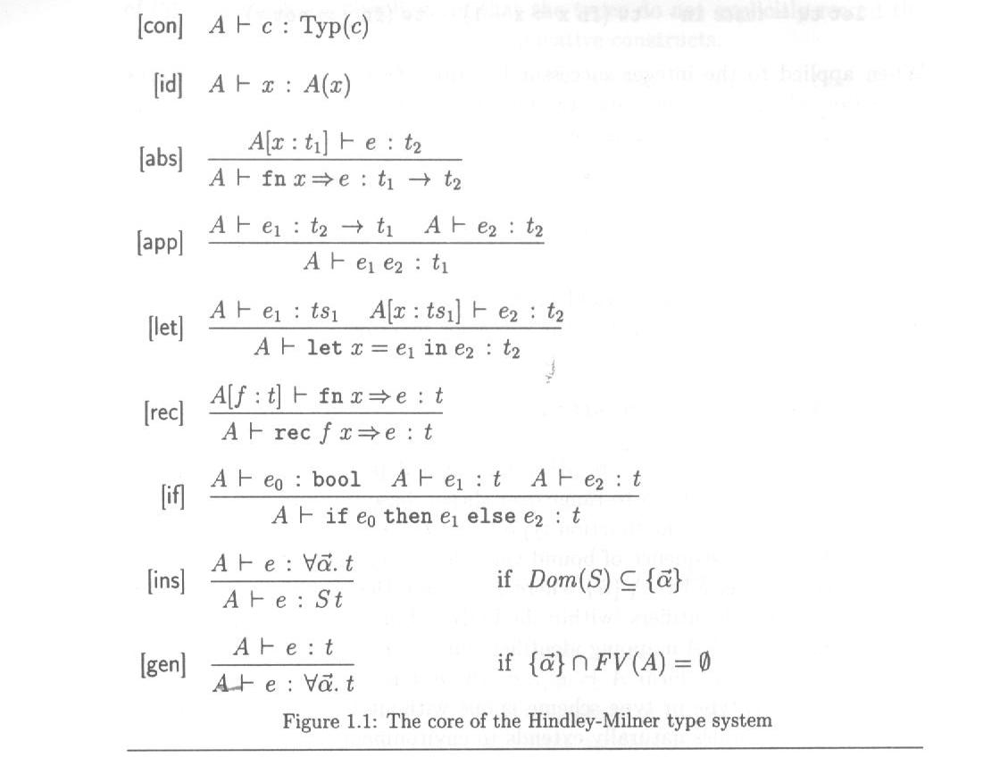 [con] A ⊢ c : Typ(c)
[id] A ⊢ x : A(x)
[abs] A[x : t₁] ⊢ e : t₂
A ⊢ fn x ⇒ e : t₁ → t₂
[app] A ⊢ e₁ : t₂ → t₁ A ⊢ e₂ : t₂
A ⊢ e₁ e₂ : t₁
[let] A ⊢ e₁ : ts₁ A[x : ts₁] ⊢ e₂ : t₂
A ⊢ let x = e₁ in e₂ : t₂
[rec] A[f : t] ⊢ fn x ⇒ e : t
A ⊢ rec f x ⇒ e : t
[if] A ⊢ e₀ : bool A ⊢ e₁ : t A ⊢ e₂ : t
A ⊢ if e₀ then e₁ else e₂ : t
[ins] A ⊢ e : ∀α⃗. t if Dom(S) ⊆ {α⃗}
A ⊢ e : S t
[gen] A ⊢ e : t if {α⃗} ∩ FV(A) = ∅
A ⊢ e : ∀α⃗. t
Figure 1.1: The core of the Hindley-Milner type system